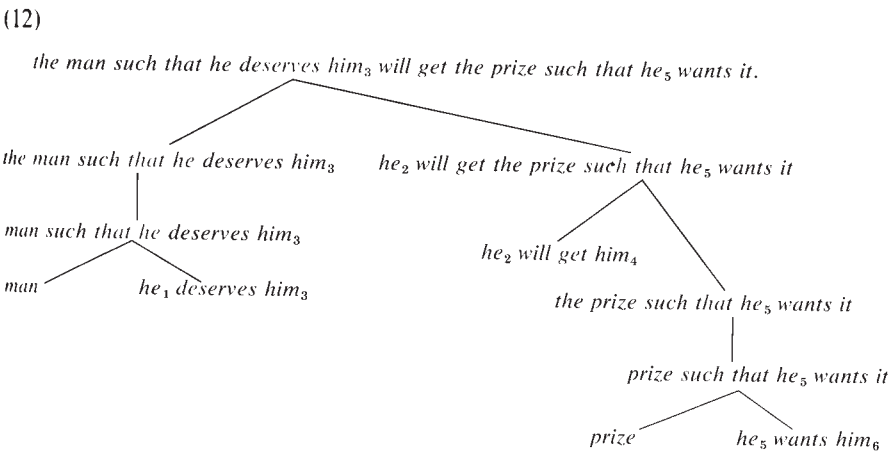 (12)
the man such that he deserves him₃ will get the prize such that he₅ wants it.
the man such that he deserves him₃ he₂ will get the prize such that he₅ wants it
man such that he deserves him₃
he₂ will get him₄
man he₁ deserves him₃
the prize such that he₅ wants it
prize such that he₅ wants it
prize he₅ wants him₆